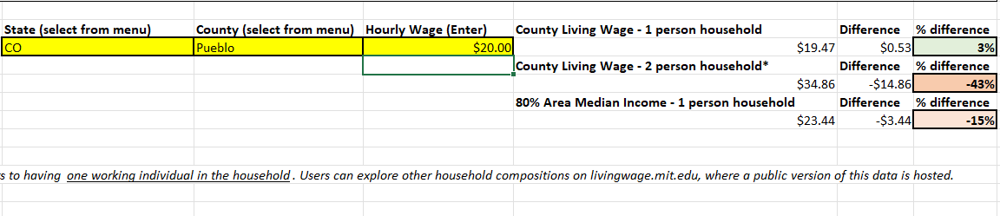 State (select from menu) County (select from menu) Hourly Wage (Enter) County Living Wage - 1 person household Difference % difference
CO Pueblo $20.00 $19.47 $0.53 3%
County Living Wage - 2 person household* Difference % difference
$34.86 -$14.86 -43%
80% Area Median Income - 1 person household Difference % difference
$23.44 -$3.44 -15%
to having one working individual in the household. Users can explore other household compositions on livingwage.mit.edu, where a public version of this data is hosted.